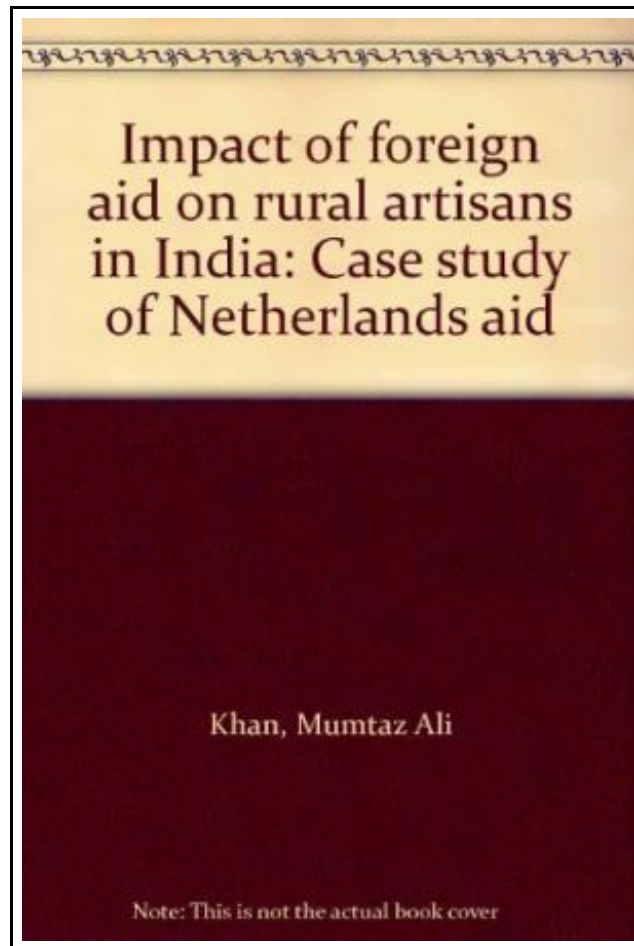 Impact of foreign
aid on rural artisans
in India: Case study
of Netherlands aid
Khan, Mumtaz Ali
Note: This is not the actual book cover